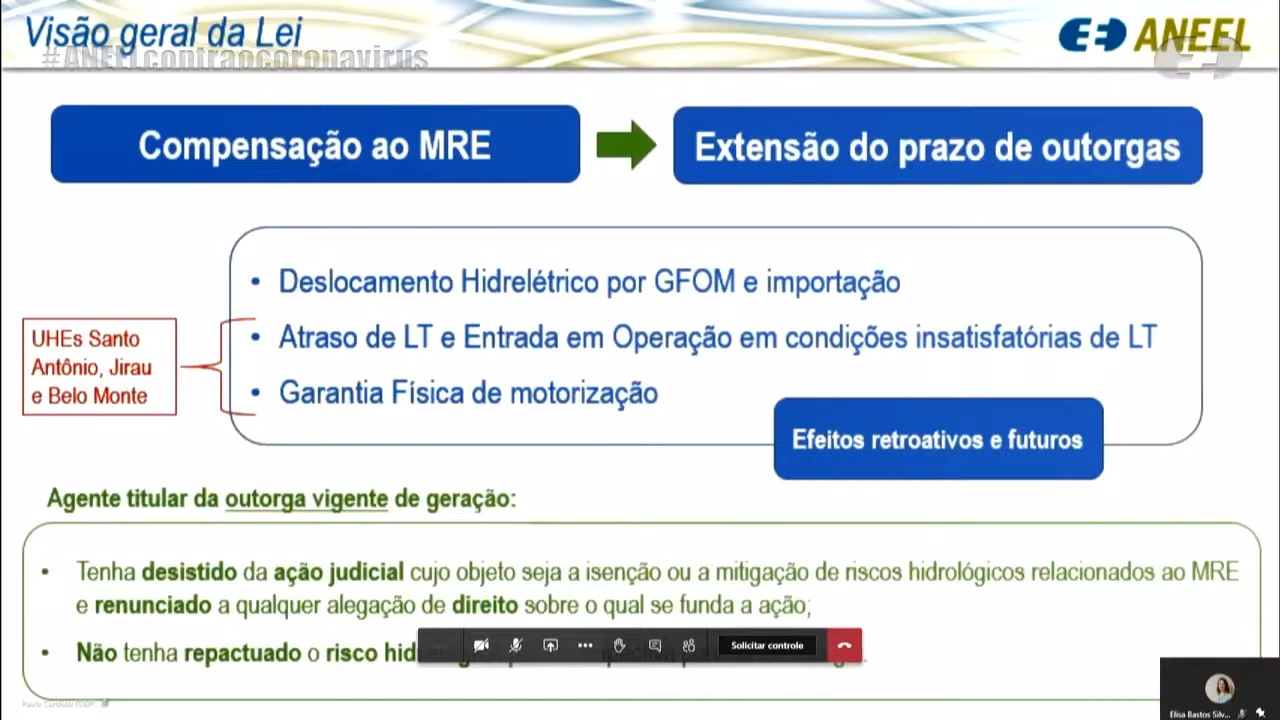 Visão geral da Lei
#ANEELcontraocoronavirus
ANEEL
Compensação ao MRE
Extensão do prazo de outorgas
• Deslocamento Hidrelétrico por GFOM e importação
• Atraso de LT e Entrada em Operação em condições insatisfatórias de LT
• Garantia Física de motorização
UHEs Santo
Antônio, Jirau
e Belo Monte
Efeitos retroativos e futuros
Agente titular da outorga vigente de geração:
• Tenha desistido da ação judicial cujo objeto seja a isenção ou a mitigação de riscos hidrológicos relacionados ao MRE
e renunciado a qualquer alegação de direito sobre o qual se funda a ação;
• Não tenha repactuado o risco
Solicitar controle
Elisa Bastos Silv...